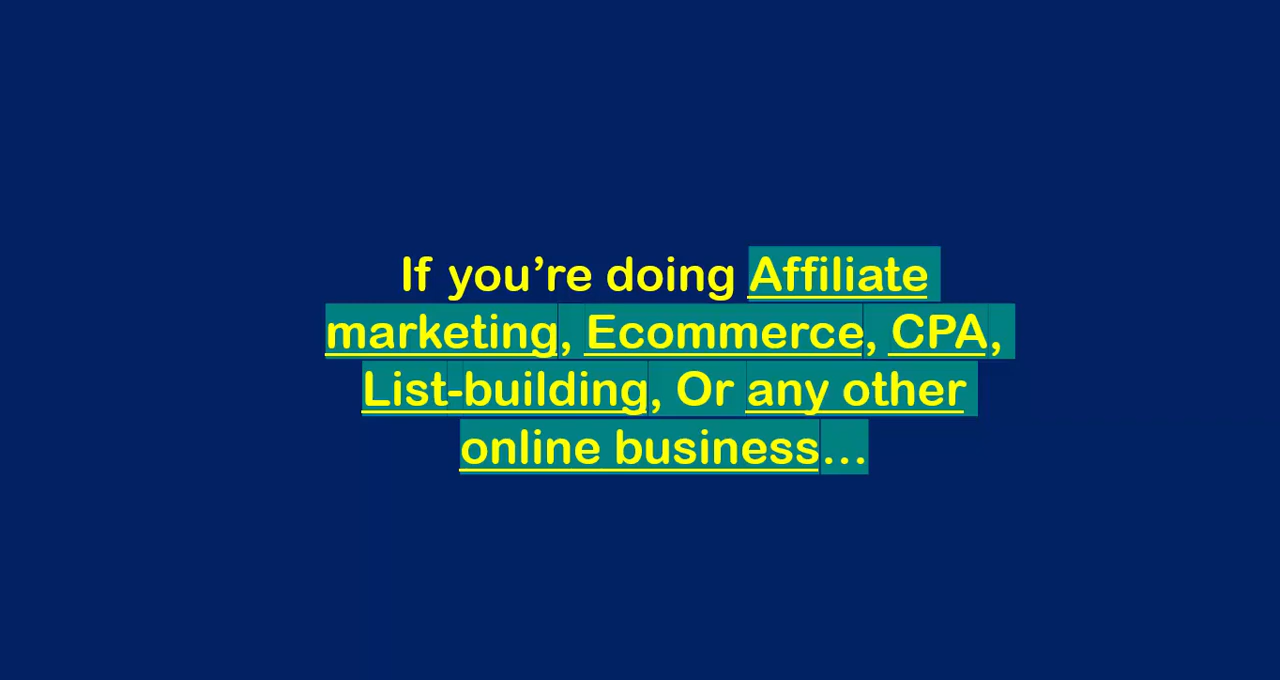 If you’re doing Affiliate
marketing, Ecommerce, CPA,
List-building, Or any other
online business…